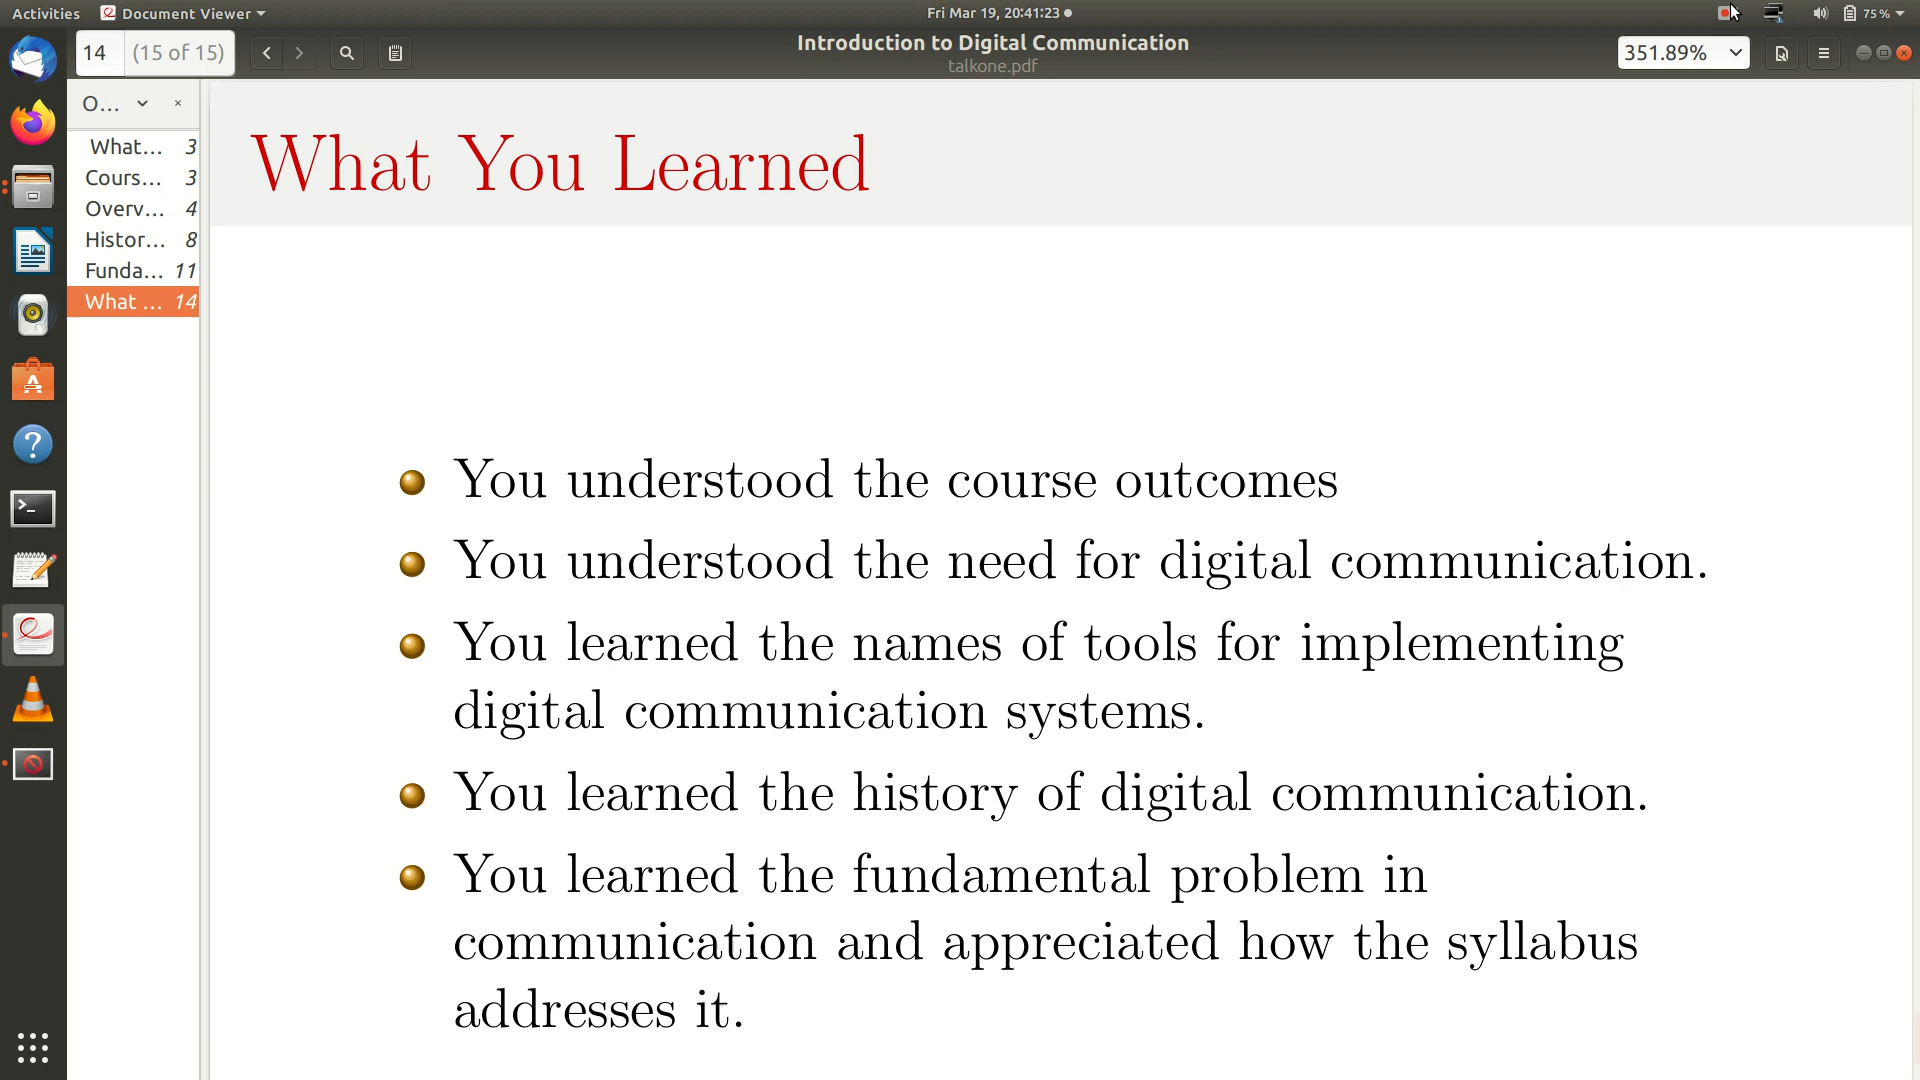 Activities Document Viewer Fri Mar 19, 20:41:23 75%
14 (15 of 15) Introduction to Digital Communication 351.89%
talkone.pdf
O...
What... 3
Cours... 3
Overv... 4
Histor... 8
Funda... 11
What ... 14
What You Learned
You understood the course outcomes
You understood the need for digital communication.
You learned the names of tools for implementing
digital communication systems.
You learned the history of digital communication.
You learned the fundamental problem in
communication and appreciated how the syllabus
addresses it.